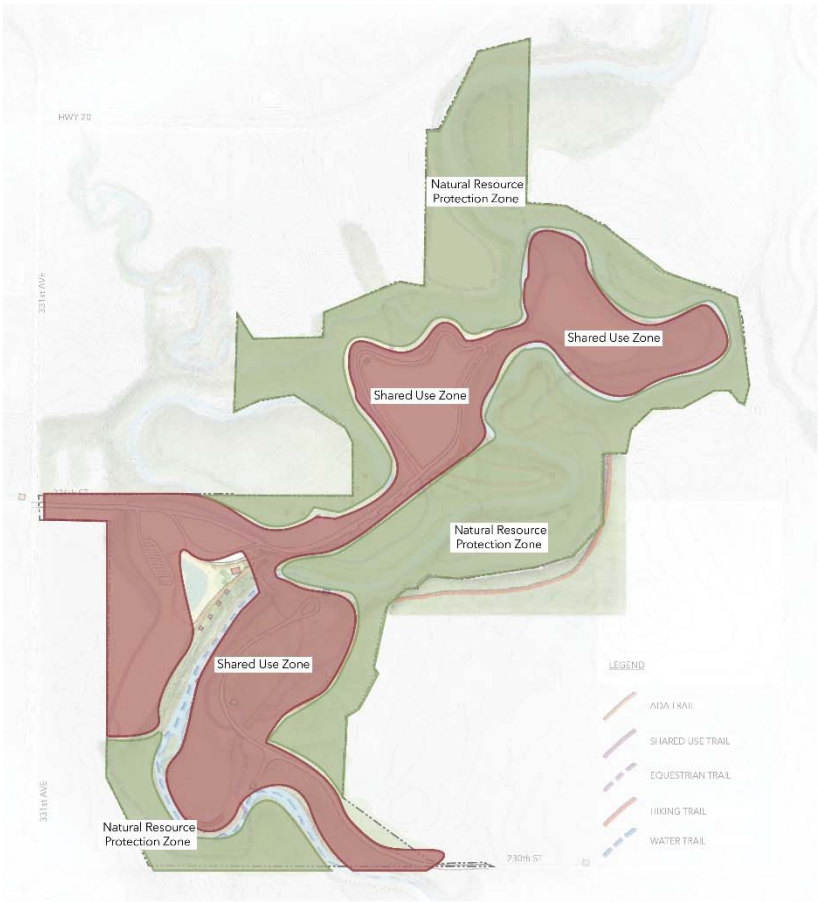 HWY 20
Natural Resource
Protection Zone
331st AVE
Shared Use Zone
Shared Use Zone
ST
Natural Resource
Protection Zone
Shared Use Zone
LEGEND
ADA TRAIL
SHARED USE TRAIL
EQUESTRIAN TRAIL
HIKING TRAIL
WATER TRAIL
331st AVE
Natural Resource
Protection Zone
230th ST